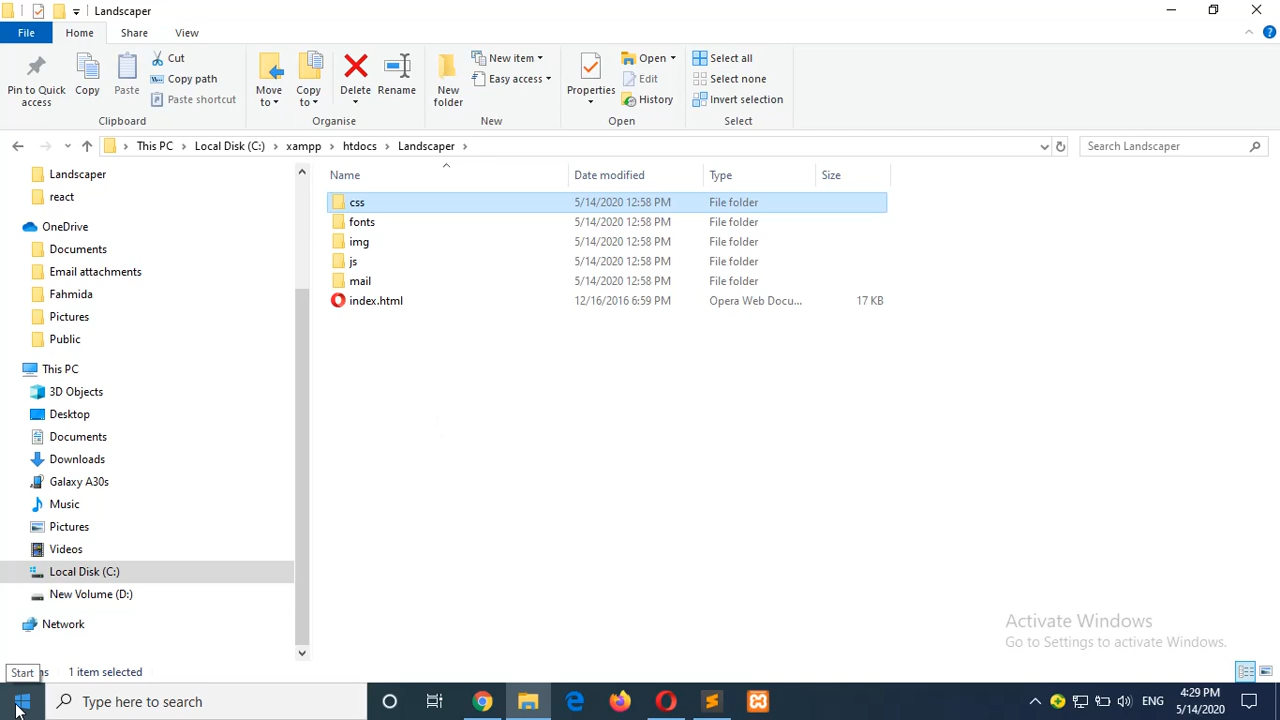 Landscaper
File Home Share View
Pin to Quick access
Copy
Paste
Cut
Copy path
Paste shortcut
Move to
Copy to
Delete
Rename
New folder
New item
Easy access
Properties
Open
Edit
History
Select all
Select none
Invert selection
Clipboard Organise New Open Select
This PC Local Disk (C:) xampp htdocs Landscaper
Search Landscaper
Landscaper
react
OneDrive
Documents
Email attachments
Fahmida
Pictures
Public
This PC
3D Objects
Desktop
Documents
Downloads
Galaxy A30s
Music
Pictures
Videos
Local Disk (C:)
New Volume (D:)
Network
Name Date modified Type Size
css 5/14/2020 12:58 PM File folder
fonts 5/14/2020 12:58 PM File folder
img 5/14/2020 12:58 PM File folder
js 5/14/2020 12:58 PM File folder
mail 5/14/2020 12:58 PM File folder
index.html 12/16/2016 6:59 PM Opera Web Docu... 17 KB
Activate Windows
Go to Settings to activate Windows.
Start
1 item selected
Type here to search
ENG
4:29 PM
5/14/2020